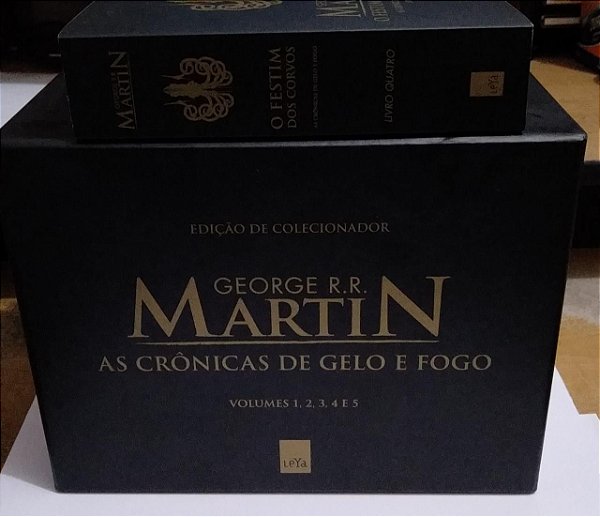 GEORGE R.R.
MARTIN
O FESTIM
DOS CORVOS
AS CRÔNICAS DE GELO E FOGO
LIVRO QUATRO
LeYa
EDIÇÃO DE COLECIONADOR
GEORGE R.R.
MARTIN
AS CRÔNICAS DE GELO E FOGO
VOLUMES 1, 2, 3, 4 E 5
LeYa